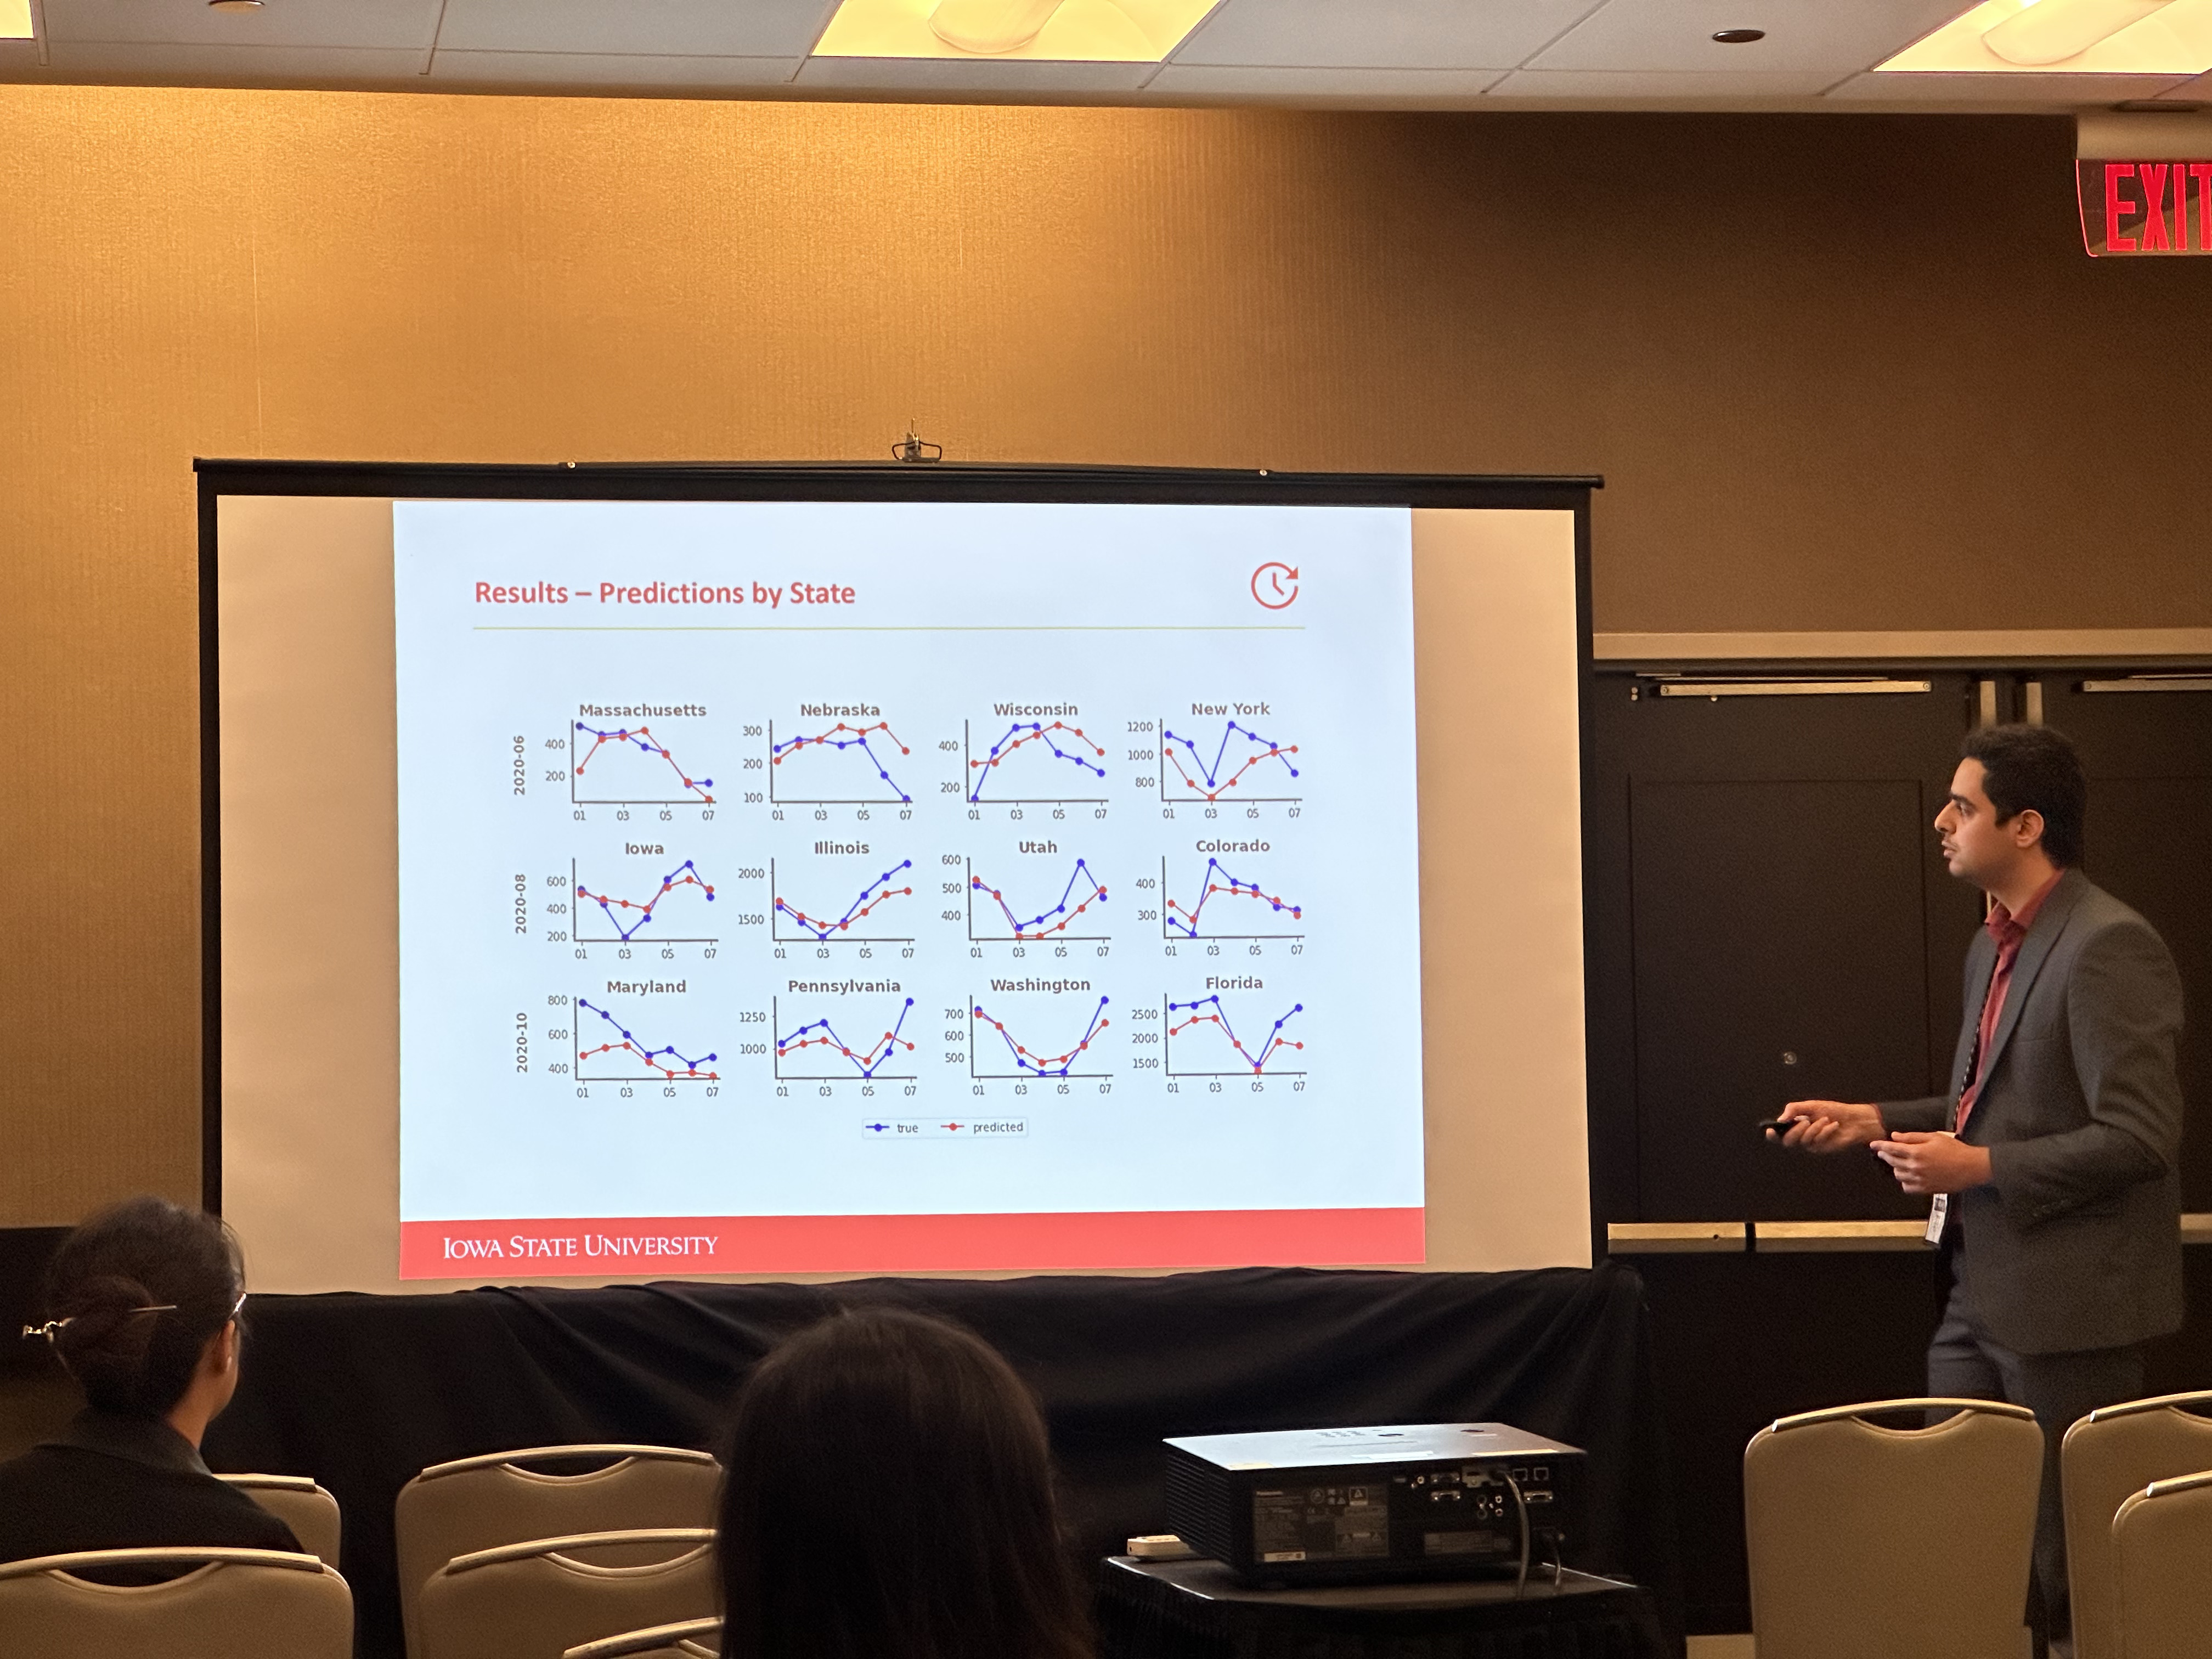 EXIT
Results – Predictions by State
2020-06
Massachusetts
400
200
01 03 05 07
Nebraska
300
200
100
01 03 05 07
Wisconsin
400
200
01 03 05 07
New York
1200
1000
800
01 03 05 07
2020-08
Iowa
600
400
200
01 03 05 07
Illinois
2000
1500
01 03 05 07
Utah
600
500
400
01 03 05 07
Colorado
400
300
01 03 05 07
2020-10
Maryland
800
600
400
01 03 05 07
Pennsylvania
1250
1000
01 03 05 07
Washington
700
600
500
01 03 05 07
Florida
2500
2000
1500
01 03 05 07
true predicted
IOWA STATE UNIVERSITY
Panasonic